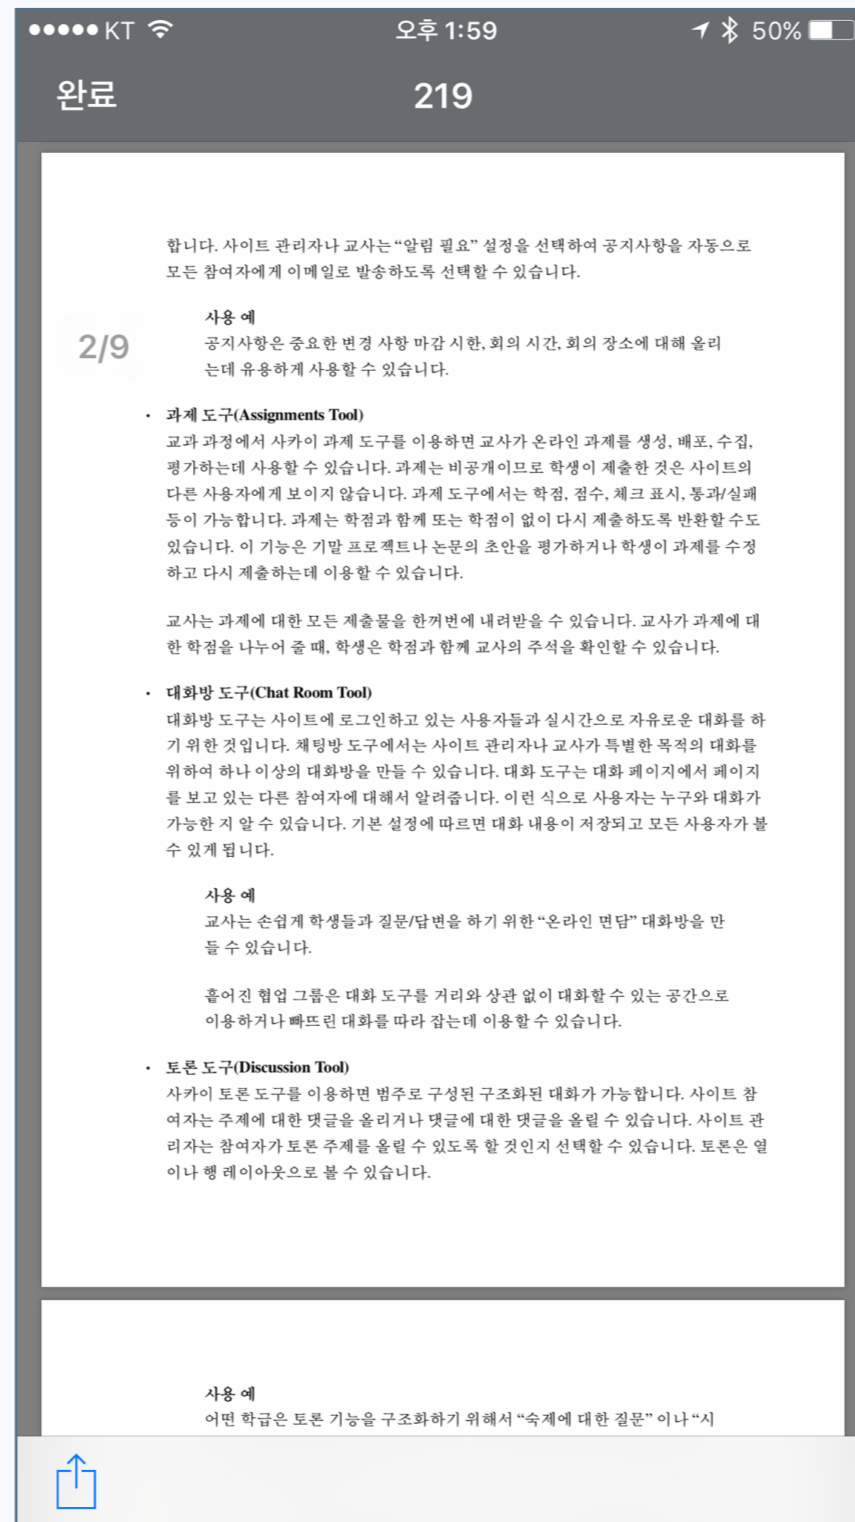 KT
오후 1:59
50%
완료
219
합니다. 사이트 관리자나 교사는 “알림 필요” 설정을 선택하여 공지사항을 자동으로
모든 참여자에게 이메일로 발송하도록 선택할 수 있습니다.
2/9
사용 예
공지사항은 중요한 변경 사항 마감 시한, 회의 시간, 회의 장소에 대해 올리
는데 유용하게 사용할 수 있습니다.
• 과제 도구(Assignments Tool)
교과 과정에서 사카이 과제 도구를 이용하면 교사가 온라인 과제를 생성, 배포, 수집,
평가하는데 사용할 수 있습니다. 과제는 비공개이므로 학생이 제출한 것은 사이트의
다른 사용자에게 보이지 않습니다. 과제 도구에서는 학점, 점수, 체크 표시, 통과/실패
등이 가능합니다. 과제는 학점과 함께 또는 학점이 없이 다시 제출하도록 반환할 수도
있습니다. 이 기능은 기말 프로젝트나 논문의 초안을 평가하거나 학생이 과제를 수정
하고 다시 제출하는데 이용할 수 있습니다.
교사는 과제에 대한 모든 제출물을 한꺼번에 내려받을 수 있습니다. 교사가 과제에 대
한 학점을 나누어 줄 때, 학생은 학점과 함께 교사의 주석을 확인할 수 있습니다.
• 대화방 도구(Chat Room Tool)
대화방 도구는 사이트에 로그인하고 있는 사용자들과 실시간으로 자유로운 대화를 하
기 위한 것입니다. 채팅방 도구에서는 사이트 관리자나 교사가 특별한 목적의 대화를
위하여 하나 이상의 대화방을 만들 수 있습니다. 대화 도구는 대화 페이지에서 페이지
를 보고 있는 다른 참여자에 대해서 알려줍니다. 이런 식으로 사용자는 누구와 대화가
가능한 지 알 수 있습니다. 기본 설정에 따르면 대화 내용이 저장되고 모든 사용자가 볼
수 있게 됩니다.
사용 예
교사는 손쉽게 학생들과 질문/답변을 하기 위한 “온라인 면담” 대화방을 만
들 수 있습니다.
흩어진 협업 그룹은 대화 도구를 거리와 상관 없이 대화할 수 있는 공간으로
이용하거나 빠뜨린 대화를 따라 잡는데 이용할 수 있습니다.
• 토론 도구(Discussion Tool)
사카이 토론 도구를 이용하면 범주로 구성된 구조화된 대화가 가능합니다. 사이트 참
여자는 주제에 대한 댓글을 올리거나 댓글에 대한 댓글을 올릴 수 있습니다. 사이트 관
리자는 참여자가 토론 주제를 올릴 수 있도록 할 것인지 선택할 수 있습니다. 토론은 열
이나 행 레이아웃으로 볼 수 있습니다.
사용 예
어떤 학급은 토론 기능을 구조화하기 위해서 “숙제에 대한 질문” 이나 “시